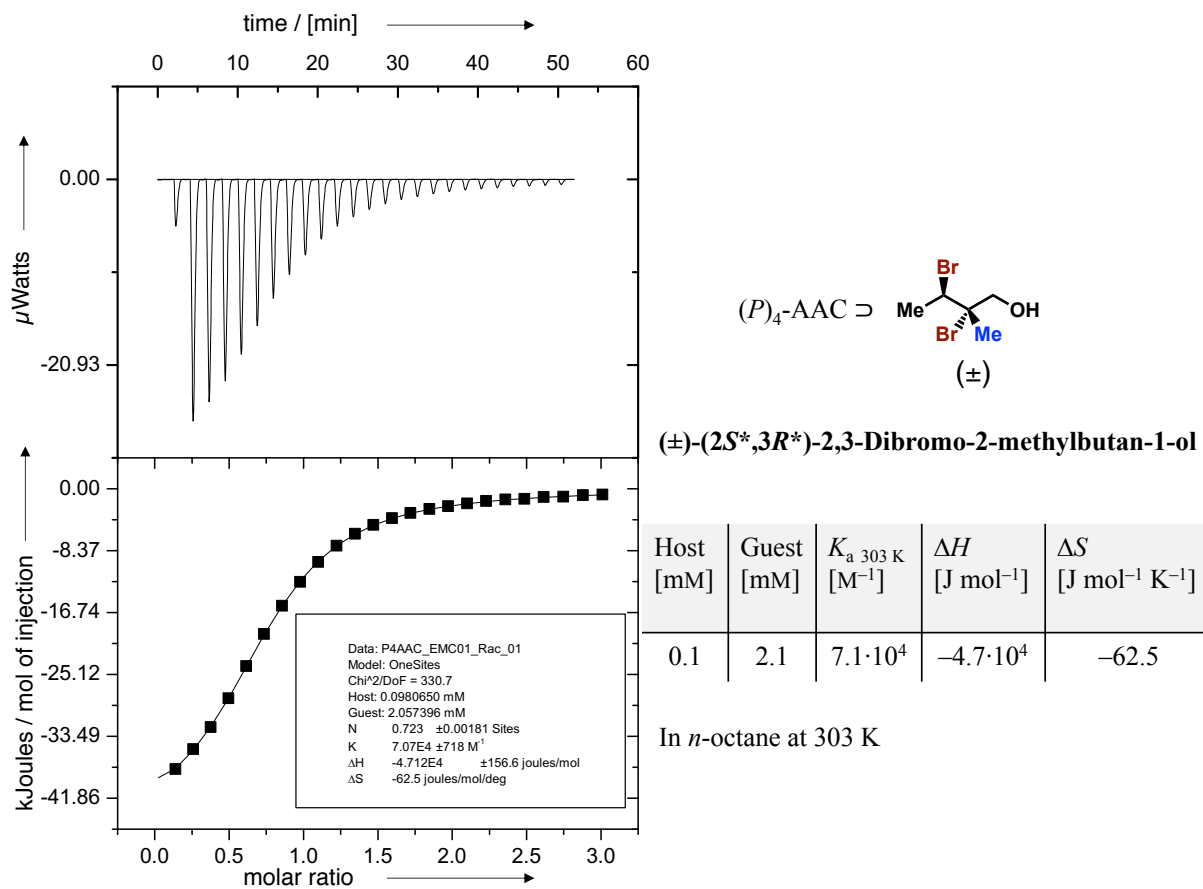 time / [min]
0 10 20 30 40 50 60
0.00
-20.93
µWatts
0.00
-8.37
-16.74
-25.12
-33.49
-41.86
kJoules / mol of injection
Data: P4AAC_EMC01_Rac_01
Model: OneSites
Chi^2/DoF = 330.7
Host: 0.0980650 mM
Guest: 2.057396 mM
N 0.723 ±0.00181 Sites
K 7.07E4 ±718 M⁻¹
ΔH -4.712E4 ±156.6 joules/mol
ΔS -62.5 joules/mol/deg
0.0 0.5 1.0 1.5 2.0 2.5 3.0
molar ratio
Br
(P)₄-AAC ⊃ Me OH
Br Me
(±)
(±)-(2S*,3R*)-2,3-Dibromo-2-methylbutan-1-ol
Host Guest Kₐ ₃₀₃ K ΔH ΔS
[mM] [mM] [M⁻¹] [J mol⁻¹] [J mol⁻¹ K⁻¹]
0.1 2.1 7.1·10⁴ −4.7·10⁴ −62.5
In n-octane at 303 K